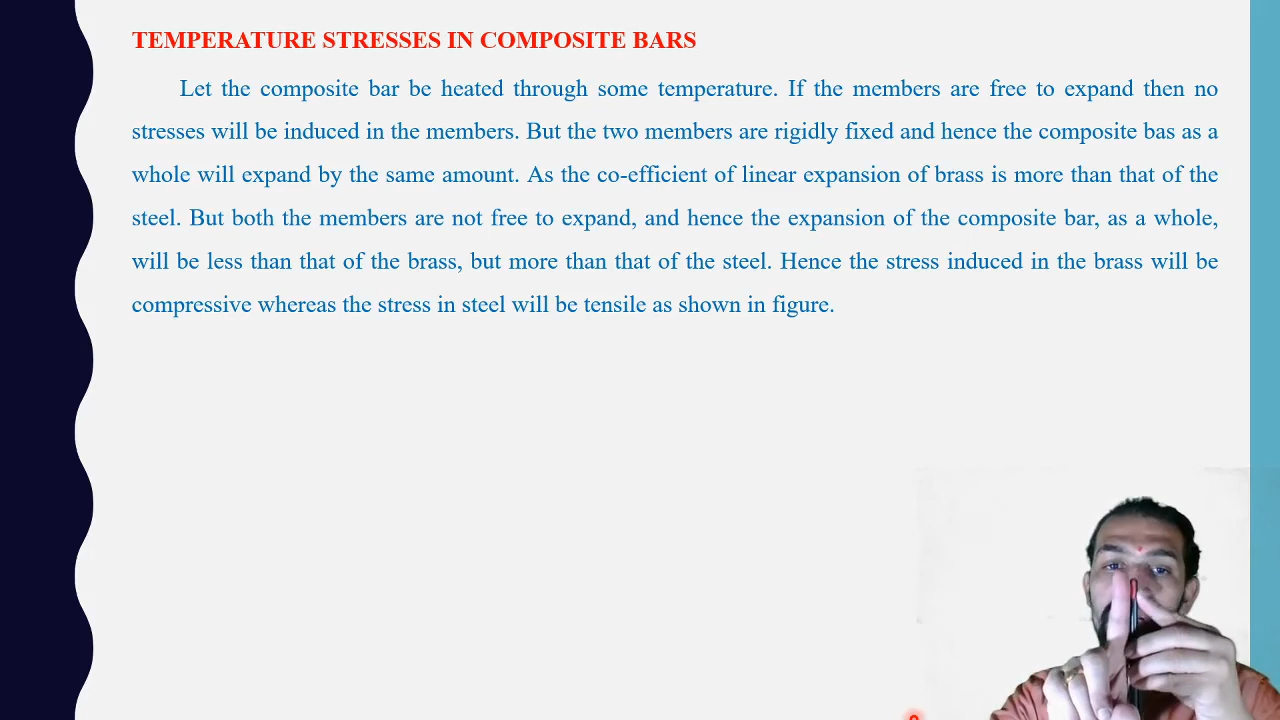 TEMPERATURE STRESSES IN COMPOSITE BARS
Let the composite bar be heated through some temperature. If the members are free to expand then no
stresses will be induced in the members. But the two members are rigidly fixed and hence the composite bas as a
whole will expand by the same amount. As the co-efficient of linear expansion of brass is more than that of the
steel. But both the members are not free to expand, and hence the expansion of the composite bar, as a whole,
will be less than that of the brass, but more than that of the steel. Hence the stress induced in the brass will be
compressive whereas the stress in steel will be tensile as shown in figure.